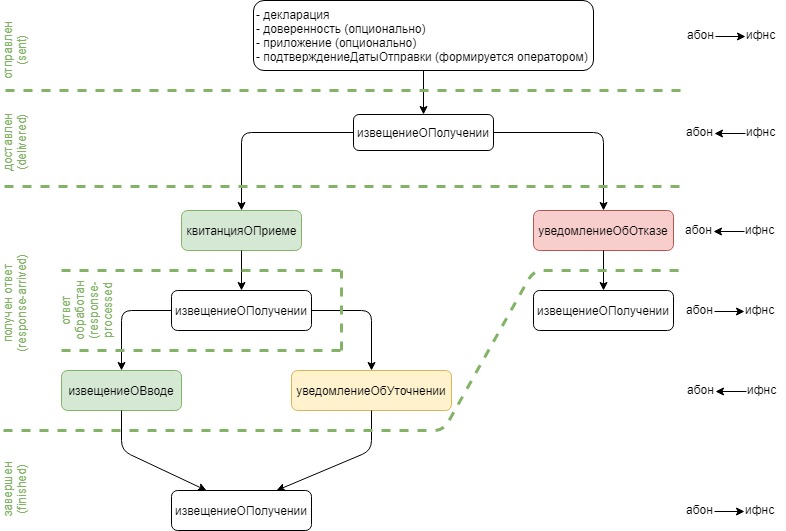 отправлен
(sent)
- декларация
- доверенность (опционально)
- приложение (опционально)
- подтверждениеДатыОтправки (формируется оператором)
абон
ифнс
доставлен
(delivered)
извещениеОПолучении
абон
ифнс
получен ответ
(response-arrived)
квитанцияОПриеме
уведомлениеОбОтказе
абон
ифнс
ответ
обработан
(response-
processed
извещениеОПолучении
извещениеОПолучении
абон
ифнс
извещениеОВводе
уведомлениеОбУточнении
абон
ифнс
завершен
(finished)
извещениеОПолучении
абон
ифнс